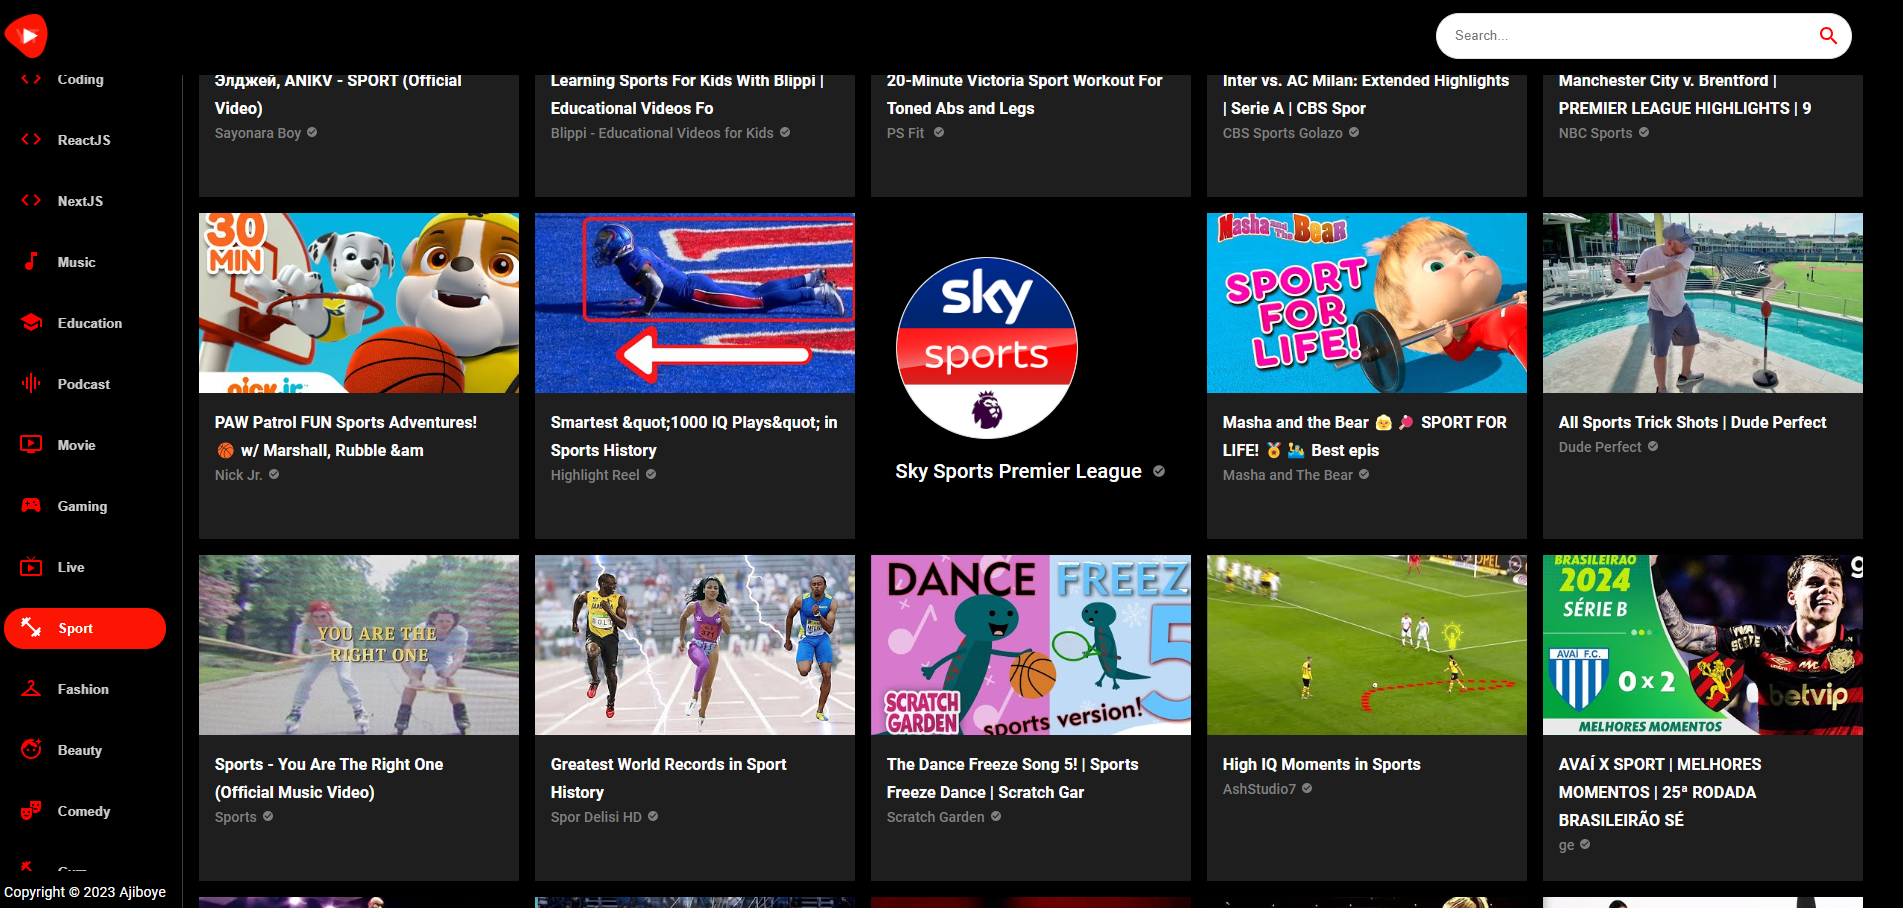 Search...
Coding
ReactJS
NextJS
Music
Education
Podcast
Movie
Gaming
Live
Sport
Fashion
Beauty
Comedy
Copyright © 2023 Ajiboye
Элджей, ANIKV - SPORT (Official
Video)
Sayonara Boy
Learning Sports For Kids With Blippi |
Educational Videos Fo
Blippi - Educational Videos for Kids
20-Minute Victoria Sport Workout For
Toned Abs and Legs
PS Fit
Inter vs. AC Milan: Extended Highlights
| Serie A | CBS Spor
CBS Sports Golazo
Manchester City v. Brentford |
PREMIER LEAGUE HIGHLIGHTS | 9
NBC Sports
30
MIN
nick jr.
PAW Patrol FUN Sports Adventures!
🏀 w/ Marshall, Rubble &am
Nick Jr.
Smartest &quot;1000 IQ Plays&quot; in
Sports History
Highlight Reel
sky
sports
Sky Sports Premier League
Masha and The Bear
SPORT
FOR
LIFE!
Masha and the Bear 👱‍♀️🏓 SPORT FOR
LIFE! 🏅🤽 Best epis
Masha and The Bear
All Sports Trick Shots | Dude Perfect
Dude Perfect
YOU ARE THE
RIGHT ONE
Sports - You Are The Right One
(Official Music Video)
Sports
BOLT
321
Greatest World Records in Sport
History
Spor Delisi HD
DANCE FREEZ
5
SCRATCH
GARDEN
sports version!
The Dance Freeze Song 5! | Sports
Freeze Dance | Scratch Gar
Scratch Garden
OPEL
High IQ Moments in Sports
AshStudio7
BRASILEIRÃO
2024
SÉRIE B
AVAÍ F.C.
0 x 2
betvip
MELHORES MOMENTOS
AVAÍ X SPORT | MELHORES
MOMENTOS | 25ª RODADA
BRASILEIRÃO SÉ
ge